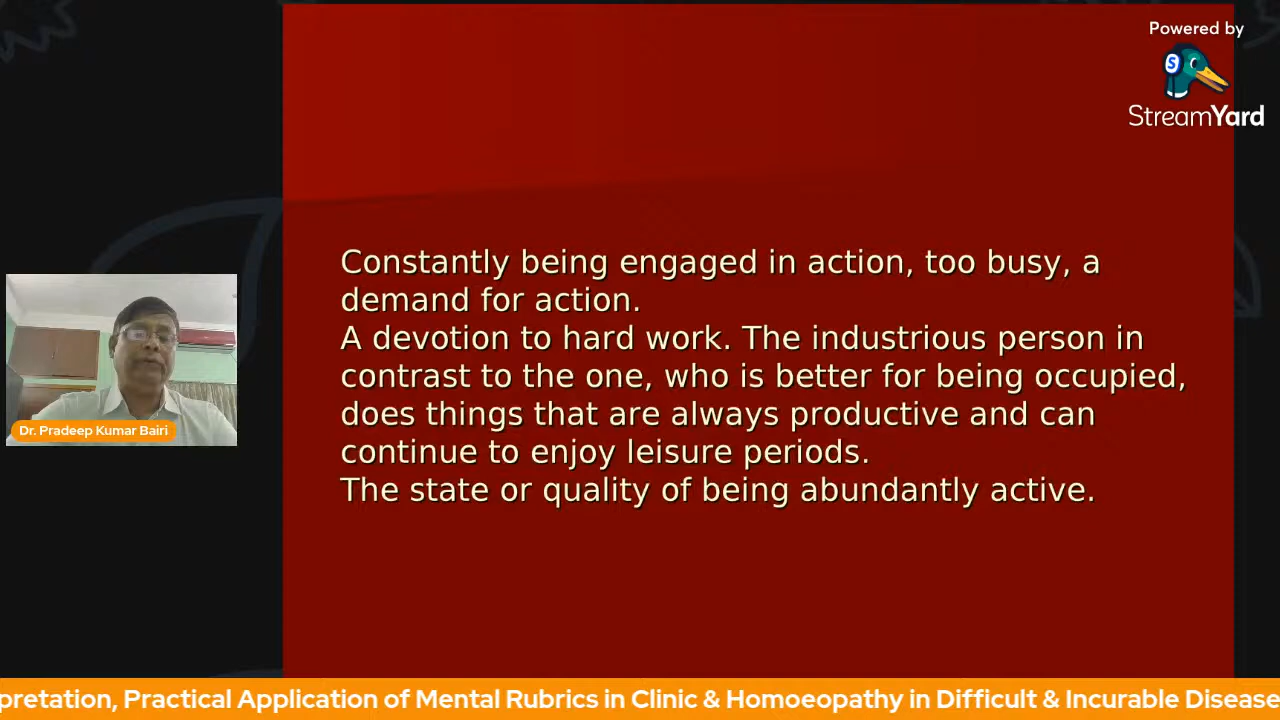 Powered by
StreamYard
Constantly being engaged in action, too busy, a
demand for action.
A devotion to hard work. The industrious person in
contrast to the one, who is better for being occupied,
does things that are always productive and can
continue to enjoy leisure periods.
The state or quality of being abundantly active.
Dr. Pradeep Kumar Bairi
pretation, Practical Application of Mental Rubrics in Clinic & Homoeopathy in Difficult & Incurable Disease